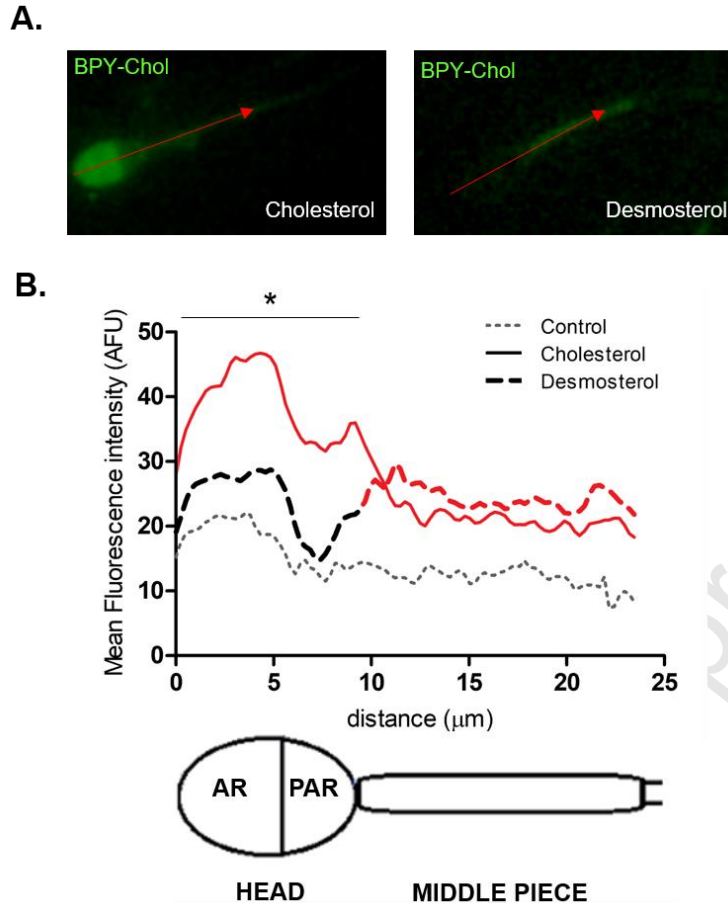 A.
BPY-Chol
Cholesterol
BPY-Chol
Desmosterol
B.
*
Mean Fluorescence intensity (AFU)
50
40
30
20
10
0
Control
Cholesterol
Desmosterol
0 5 10 15 20 25
distance (μm)
AR PAR
HEAD MIDDLE PIECE